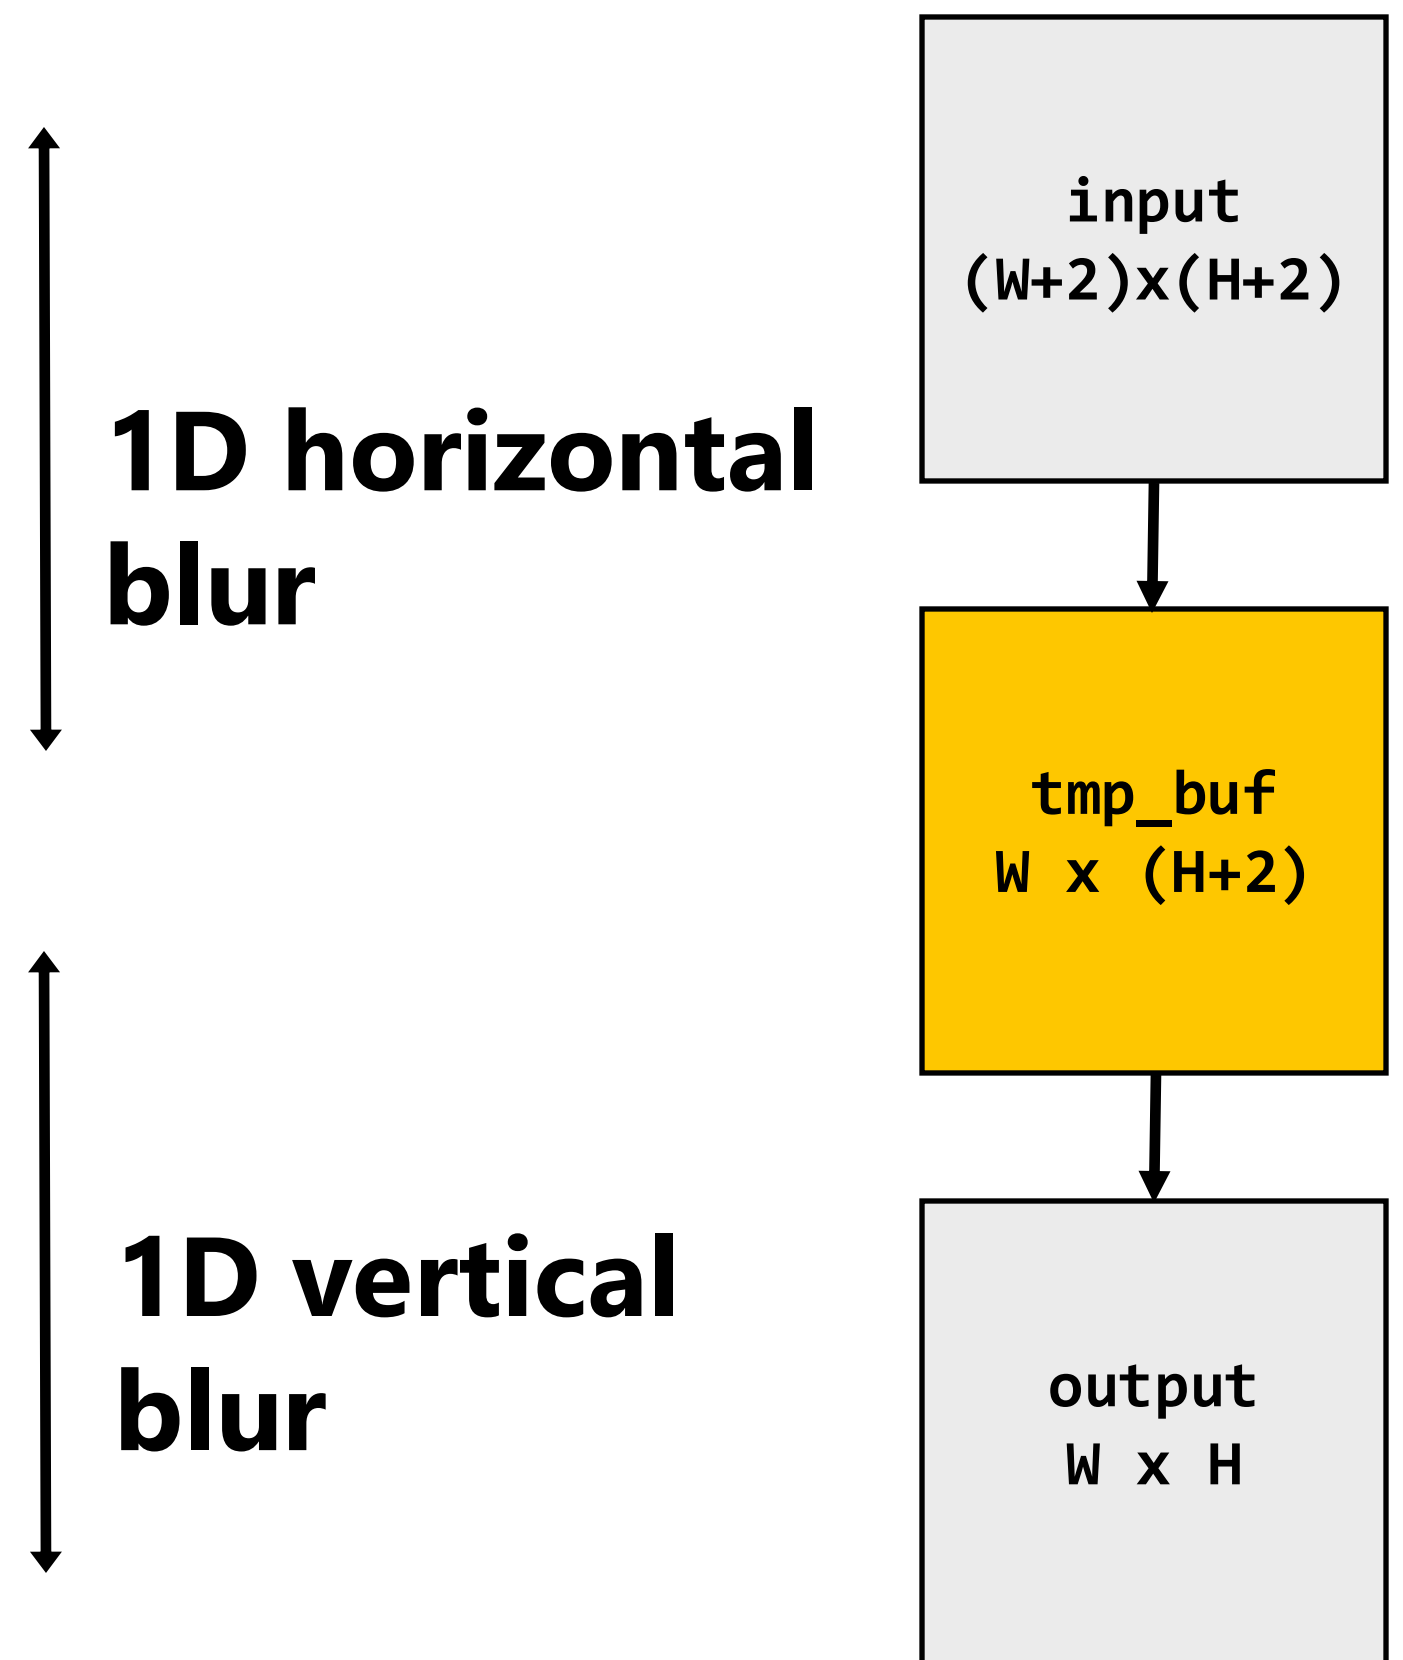 input
(W+2)x(H+2)
1D horizontal
blur
tmp_buf
W x (H+2)
1D vertical
blur
output
W x H